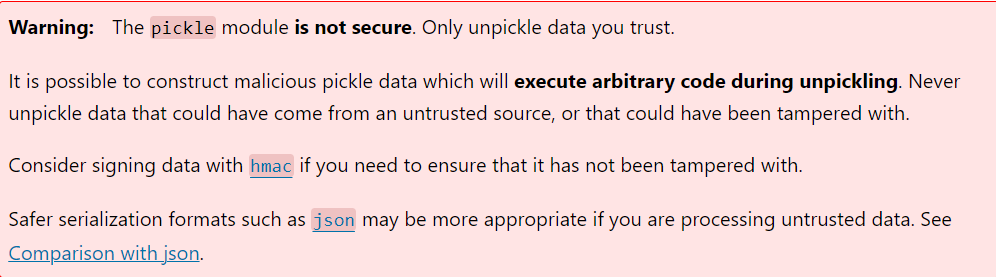 Warning: The pickle module is not secure. Only unpickle data you trust.
It is possible to construct malicious pickle data which will execute arbitrary code during unpickling. Never
unpickle data that could have come from an untrusted source, or that could have been tampered with.
Consider signing data with hmac if you need to ensure that it has not been tampered with.
Safer serialization formats such as json may be more appropriate if you are processing untrusted data. See
Comparison with json.